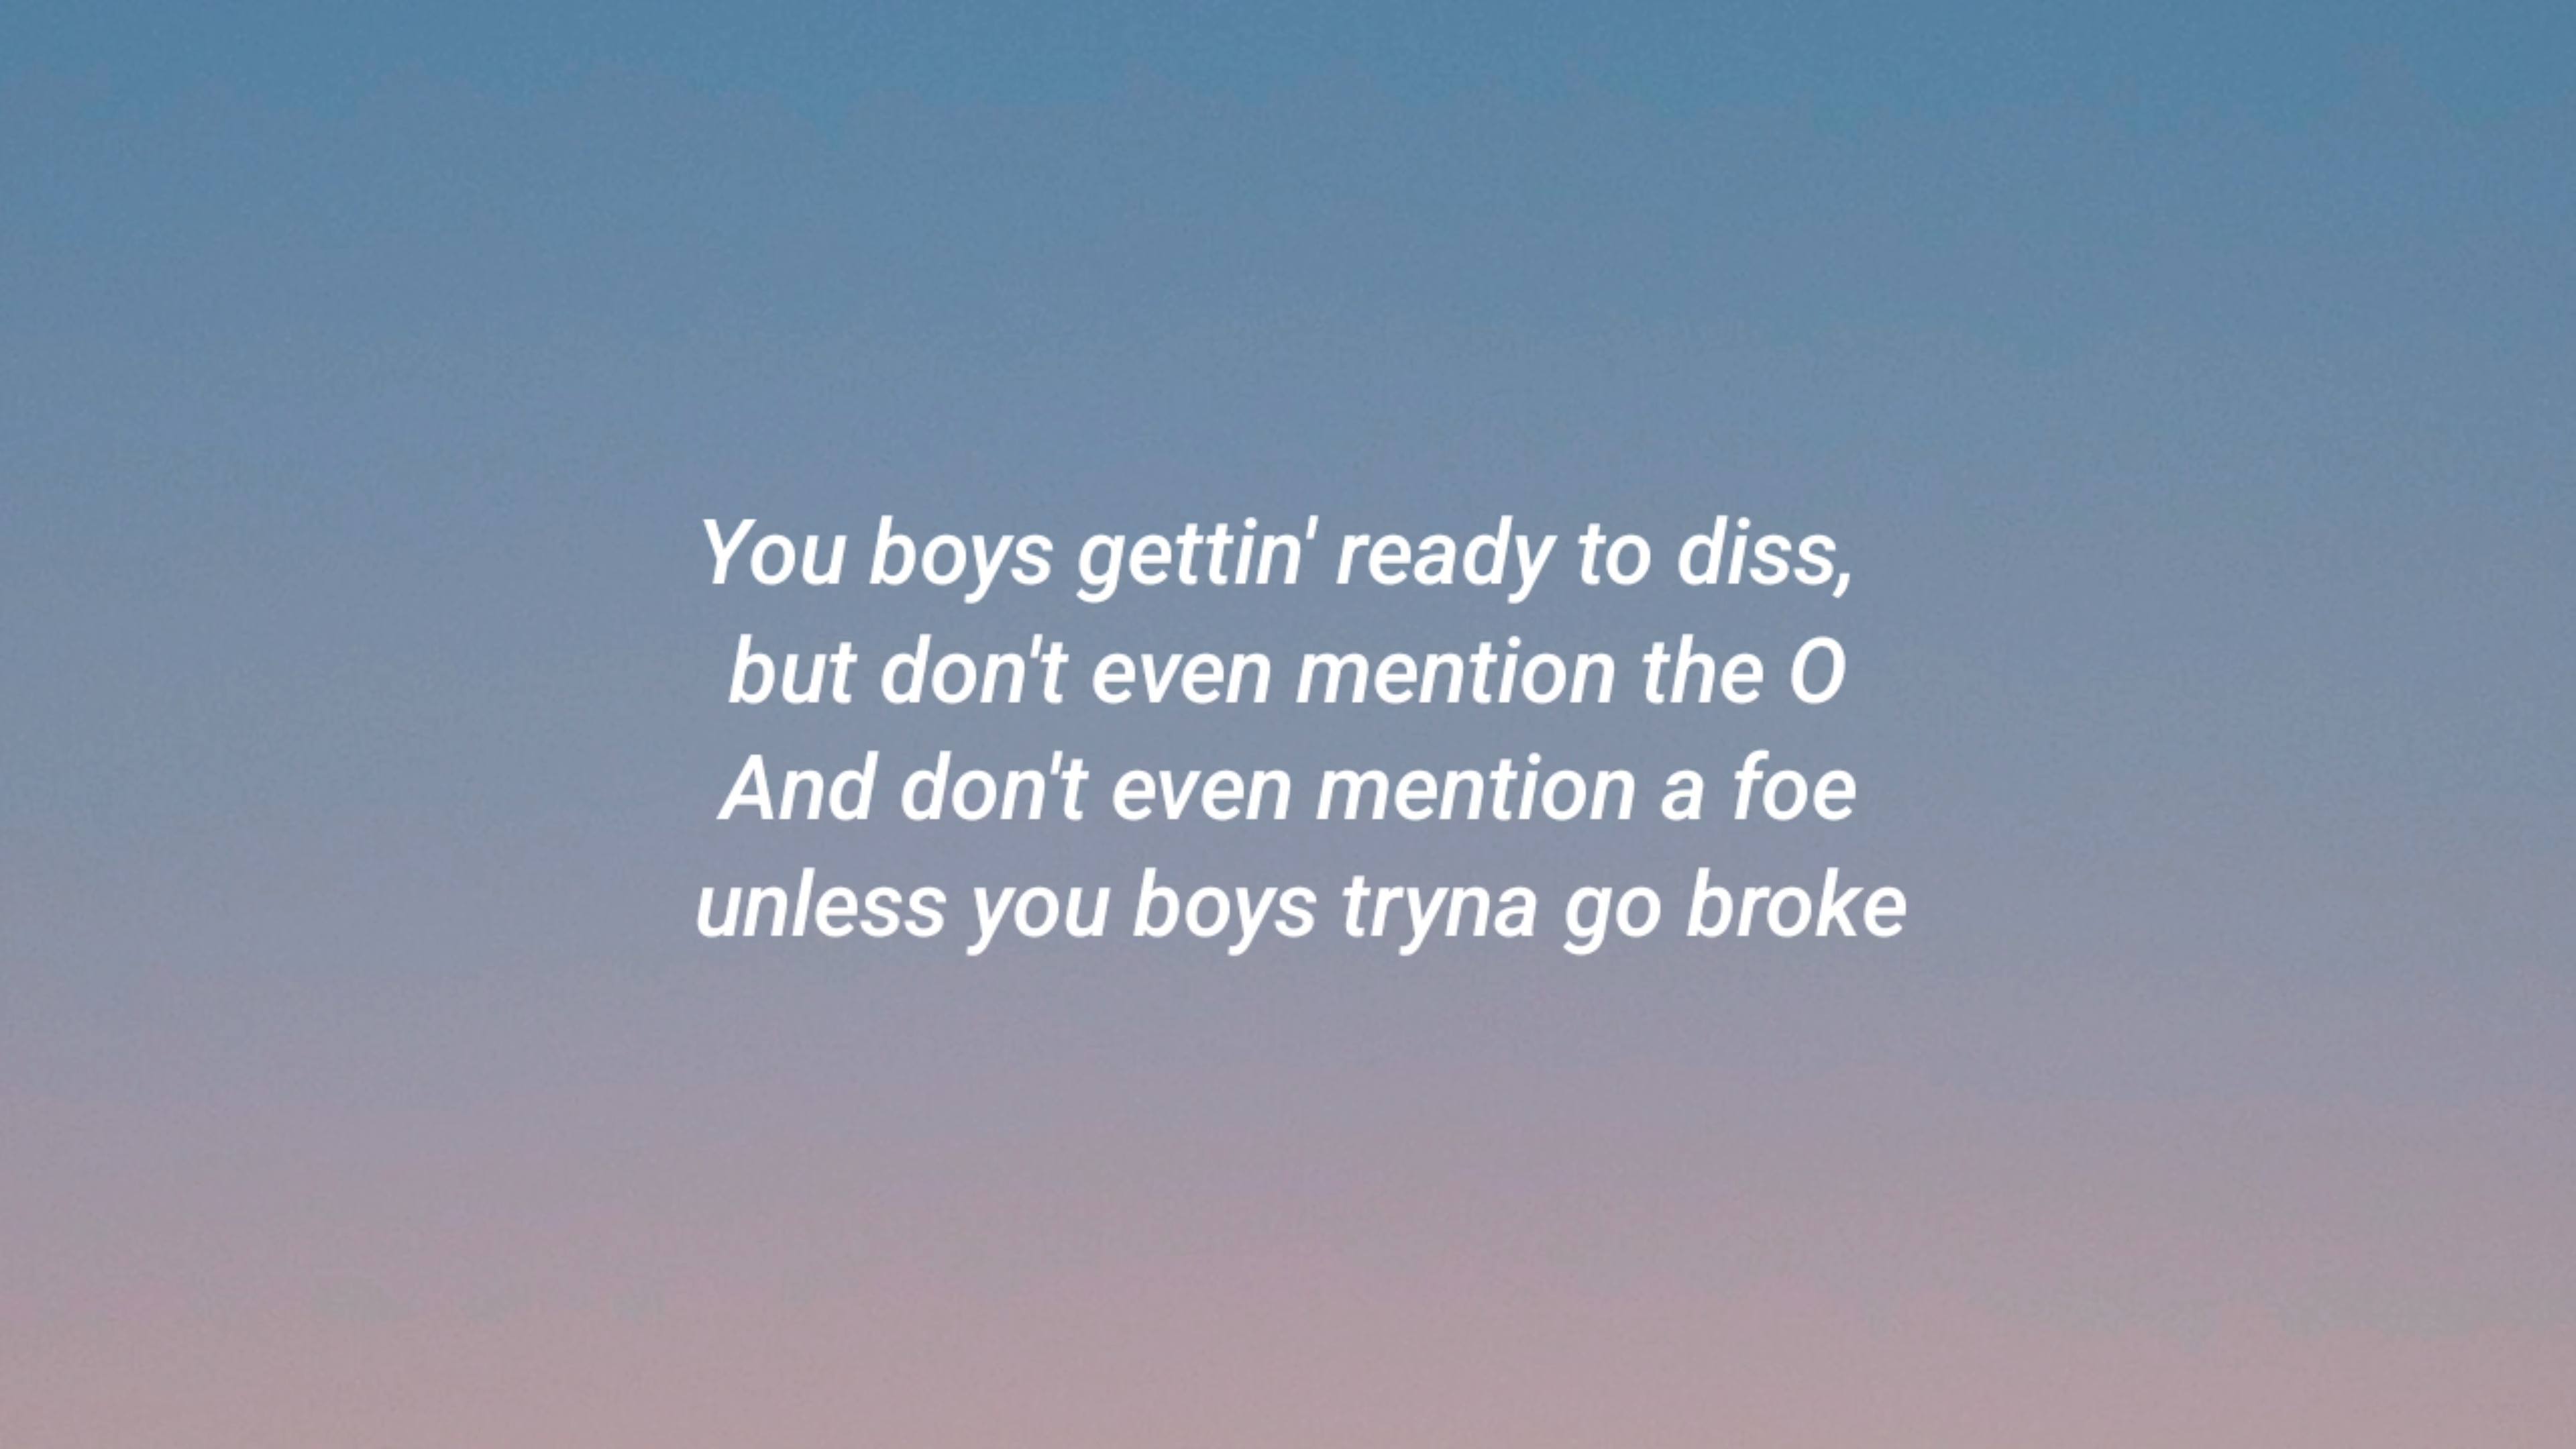 You boys gettin' ready to diss,
but don't even mention the O
And don't even mention a foe
unless you boys tryna go broke